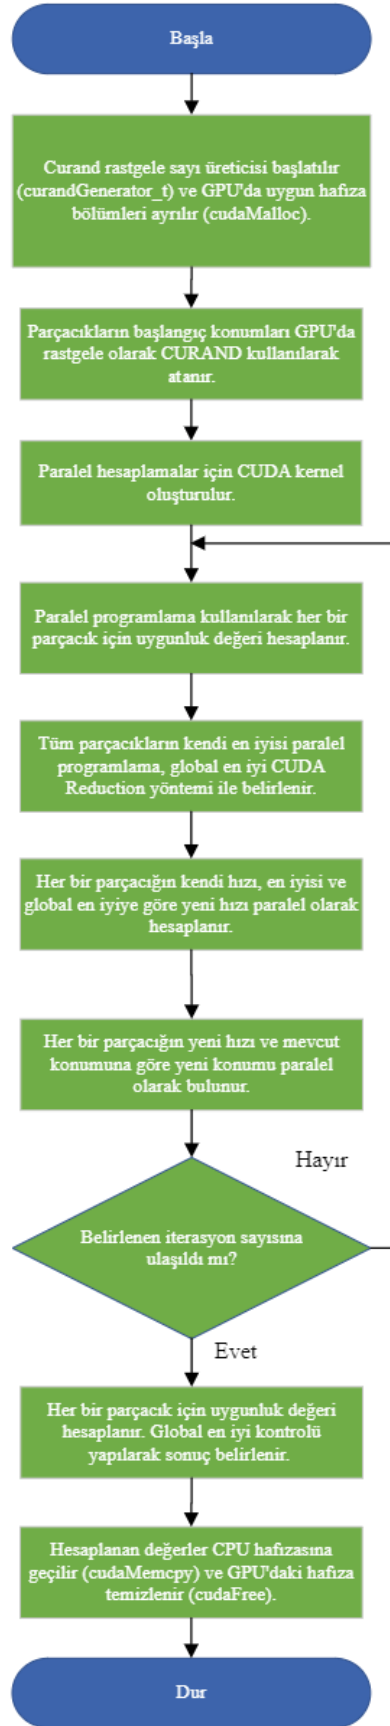 Başla
Curand rastgele sayı üreticisi başlatılır
(curandGenerator_t) ve GPU'da uygun hafıza
bölümleri ayrılır (cudaMalloc).
Parçacıkların başlangıç konumları GPU'da
rastgele olarak CURAND kullanılarak
atanır.
Paralel hesaplamalar için CUDA kernel
oluşturulur.
Paralel programlama kullanılarak her bir
parçacık için uygunluk değeri hesaplanır.
Tüm parçacıkların kendi en iyisi paralel
programlama, global en iyi CUDA
Reduction yöntemi ile belirlenir.
Her bir parçacığın kendi hızı, en iyisi ve
global en iyiye göre yeni hızı paralel olarak
hesaplanır.
Her bir parçacığın yeni hızı ve mevcut
konumuna göre yeni konumu paralel
olarak bulunur.
Hayır
Belirlenen iterasyon sayısına
ulaşıldı mı?
Evet
Her bir parçacık için uygunluk değeri
hesaplanır. Global en iyi kontrolü
yapılarak sonuç belirlenir.
Hesaplanan değerler CPU hafızasına
geçilir (cudaMemcpy) ve GPU'daki hafıza
temizlenir (cudaFree).
Dur